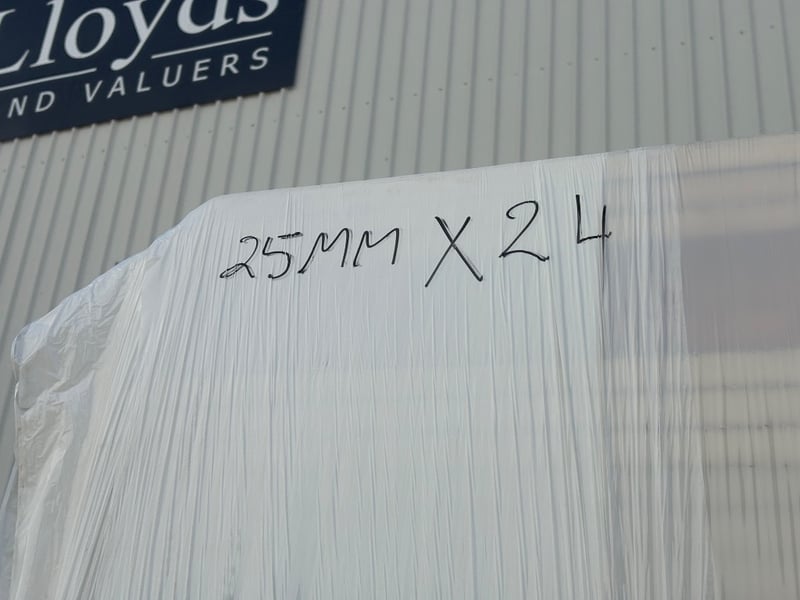 Lloyds
ND VALUERS
25MM X 24